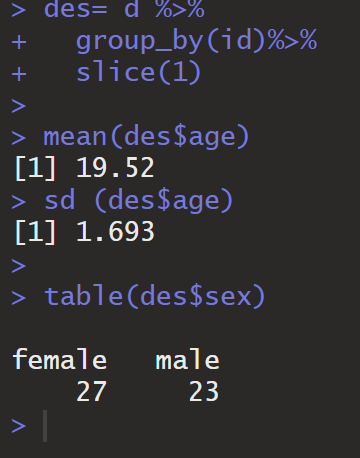 > des= d %>%
+   group_by(id)%>%
+   slice(1)
>
> mean(des$age)
[1] 19.52
> sd (des$age)
[1] 1.693
>
> table(des$sex)

female   male
    27     23
>